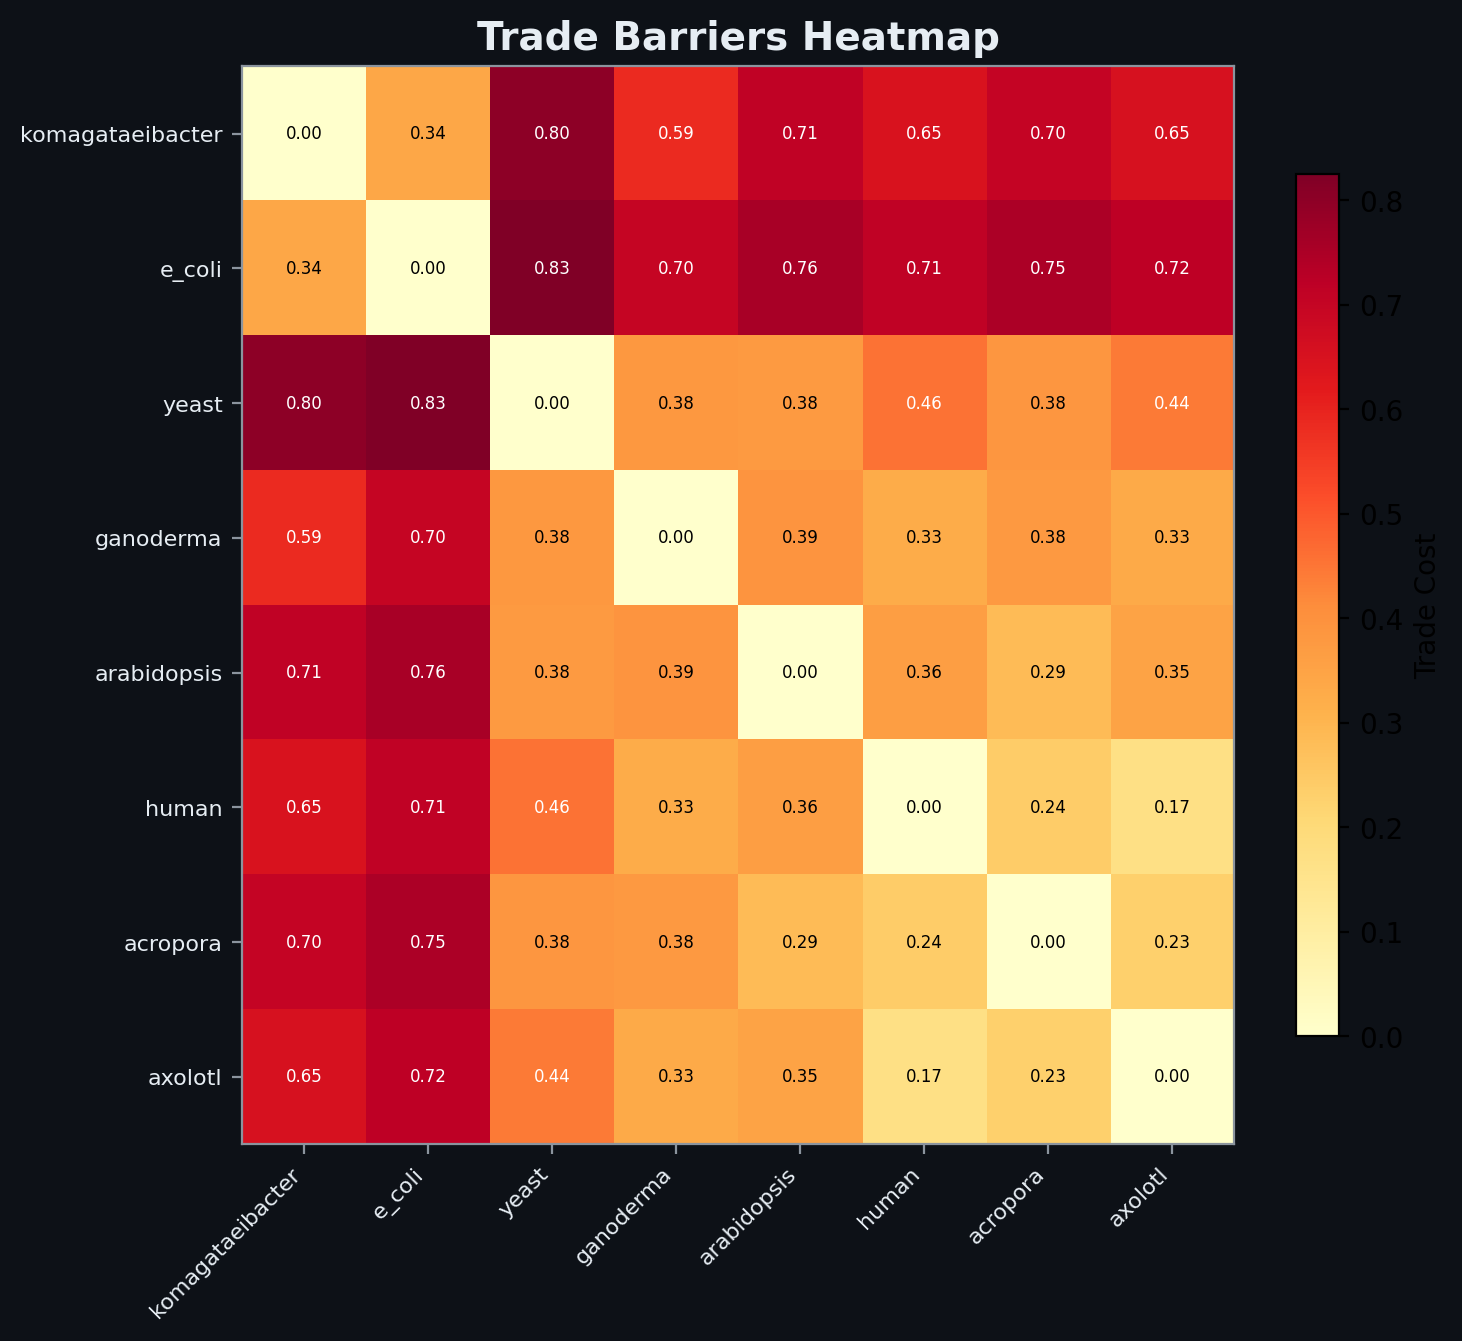 Trade Barriers Heatmap
komagataeibacter 0.00 0.34 0.80 0.59 0.71 0.65 0.70 0.65
e_coli 0.34 0.00 0.83 0.70 0.76 0.71 0.75 0.72
yeast 0.80 0.83 0.00 0.38 0.38 0.46 0.38 0.44
ganoderma 0.59 0.70 0.38 0.00 0.39 0.33 0.38 0.33
arabidopsis 0.71 0.76 0.38 0.39 0.00 0.36 0.29 0.35
human 0.65 0.71 0.46 0.33 0.36 0.00 0.24 0.17
acropora 0.70 0.75 0.38 0.38 0.29 0.24 0.00 0.23
axolotl 0.65 0.72 0.44 0.33 0.35 0.17 0.23 0.00
komagataeibacter e_coli yeast ganoderma arabidopsis human acropora axolotl
0.8
0.7
0.6
0.5
0.4
0.3
0.2
0.1
0.0
Trade Cost